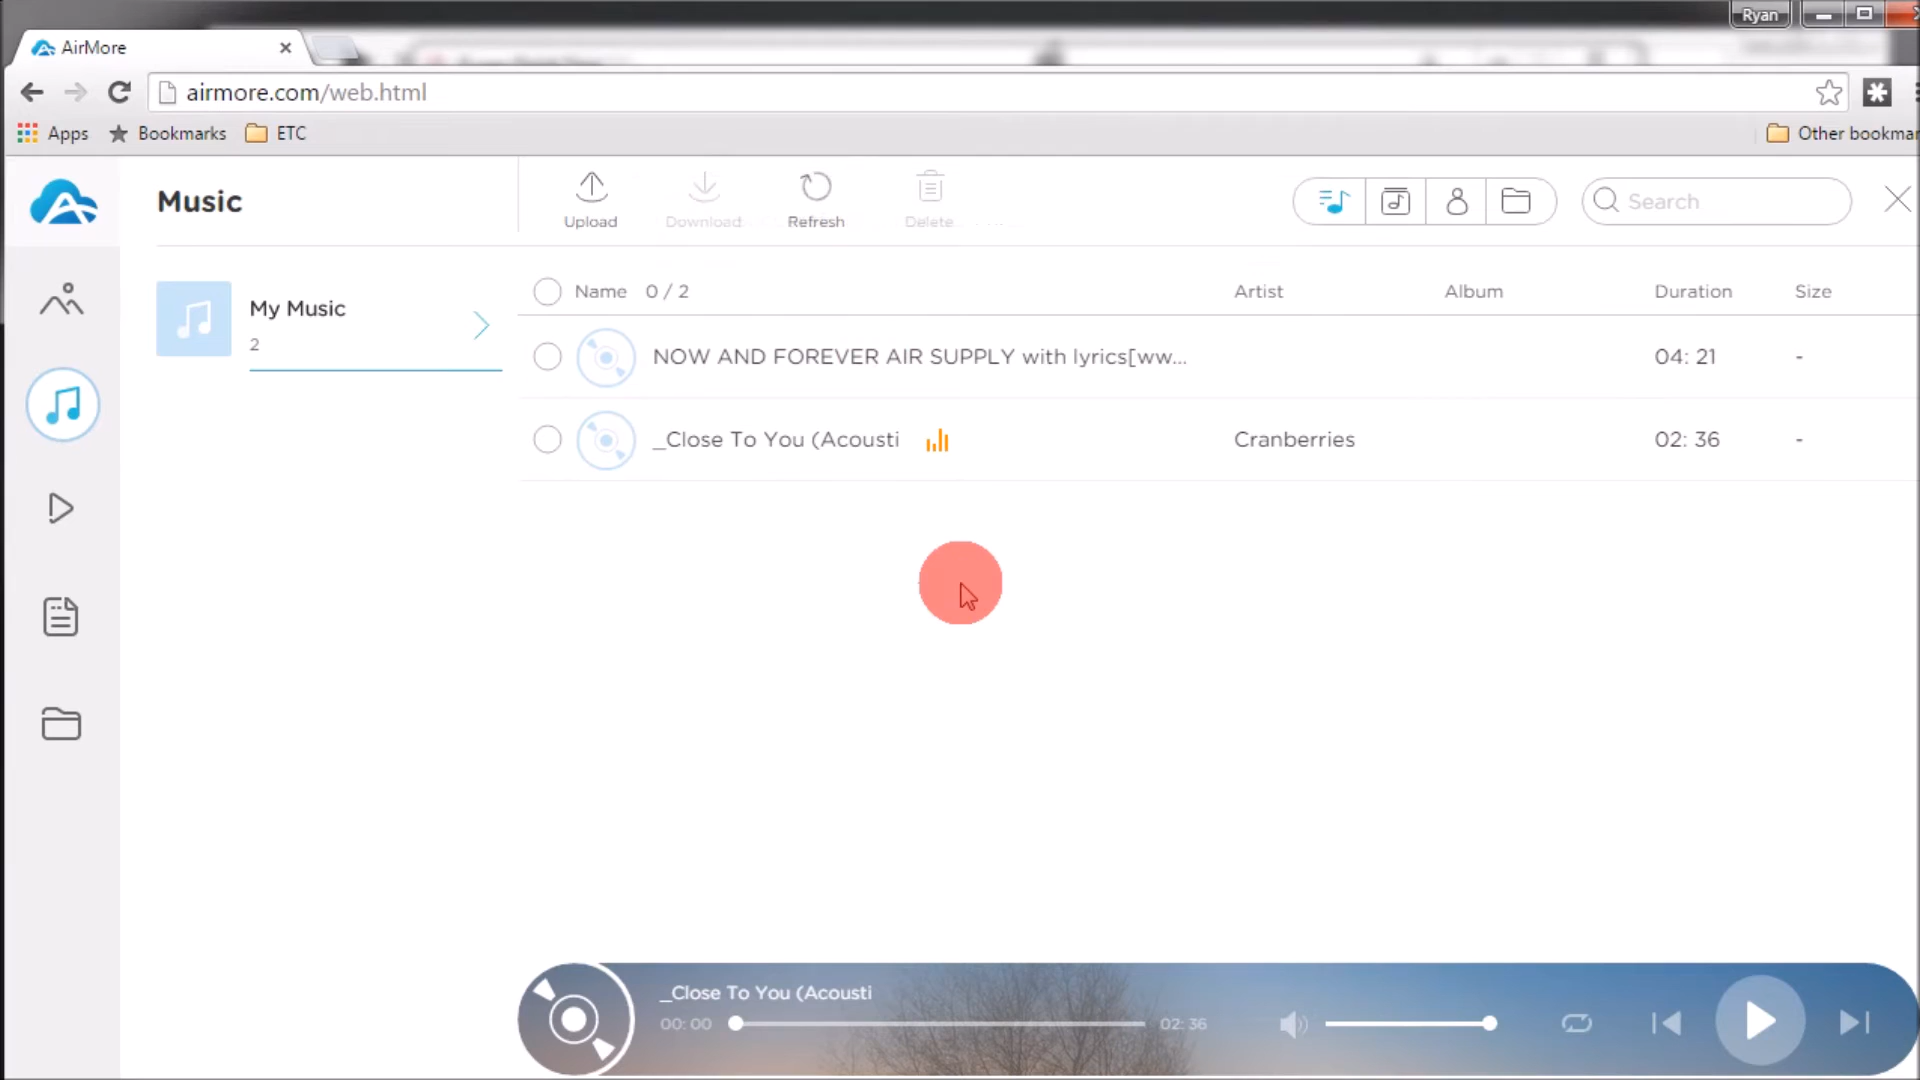 Ryan
AirMore
airmore.com/web.html
Apps Bookmarks ETC Other bookmar
Music
Upload Download Refresh Delete Search
My Music
2
Name 0 / 2 Artist Album Duration Size
NOW AND FOREVER AIR SUPPLY with lyrics[ww... 04: 21 -
_Close To You (Acousti Cranberries 02: 36 -
_Close To You (Acousti
00: 00 02: 36